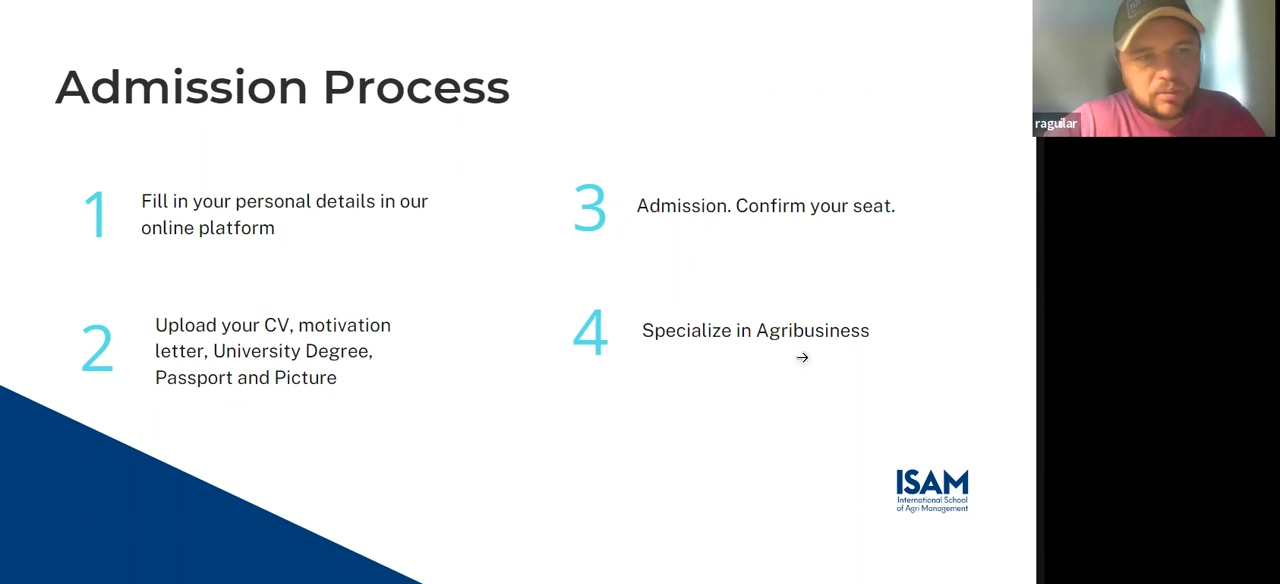 Admission Process
1
Fill in your personal details in our
online platform
2
Upload your CV, motivation
letter, University Degree,
Passport and Picture
3
Admission. Confirm your seat.
4
Specialize in Agribusiness
ISAM
International School
of Agri Management
raguilar